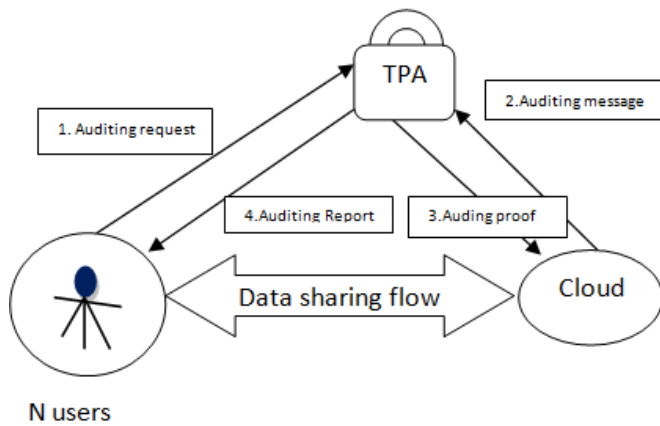 TPA
2.Auditing message
1. Auditing request
4.Auditing Report
3.Auding proof
Data sharing flow
Cloud
N users